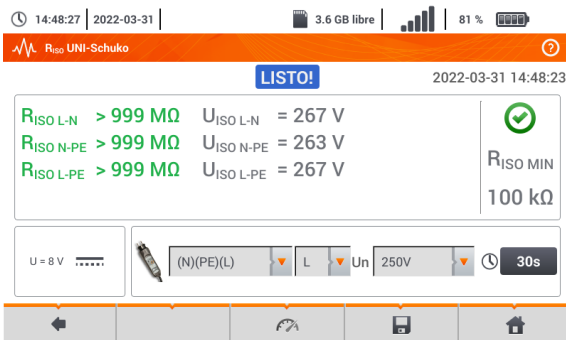 14:48:27 2022-03-31 3.6 GB libre 81 %
RISO UNI-Schuko ?
LISTO! 2022-03-31 14:48:23
RISO L-N > 999 MΩ UISO L-N = 267 V
RISO N-PE > 999 MΩ UISO N-PE = 263 V
RISO L-PE > 999 MΩ UISO L-PE = 267 V
RISO MIN
100 kΩ
U = 8 V (N)(PE)(L) L Un 250V 30s